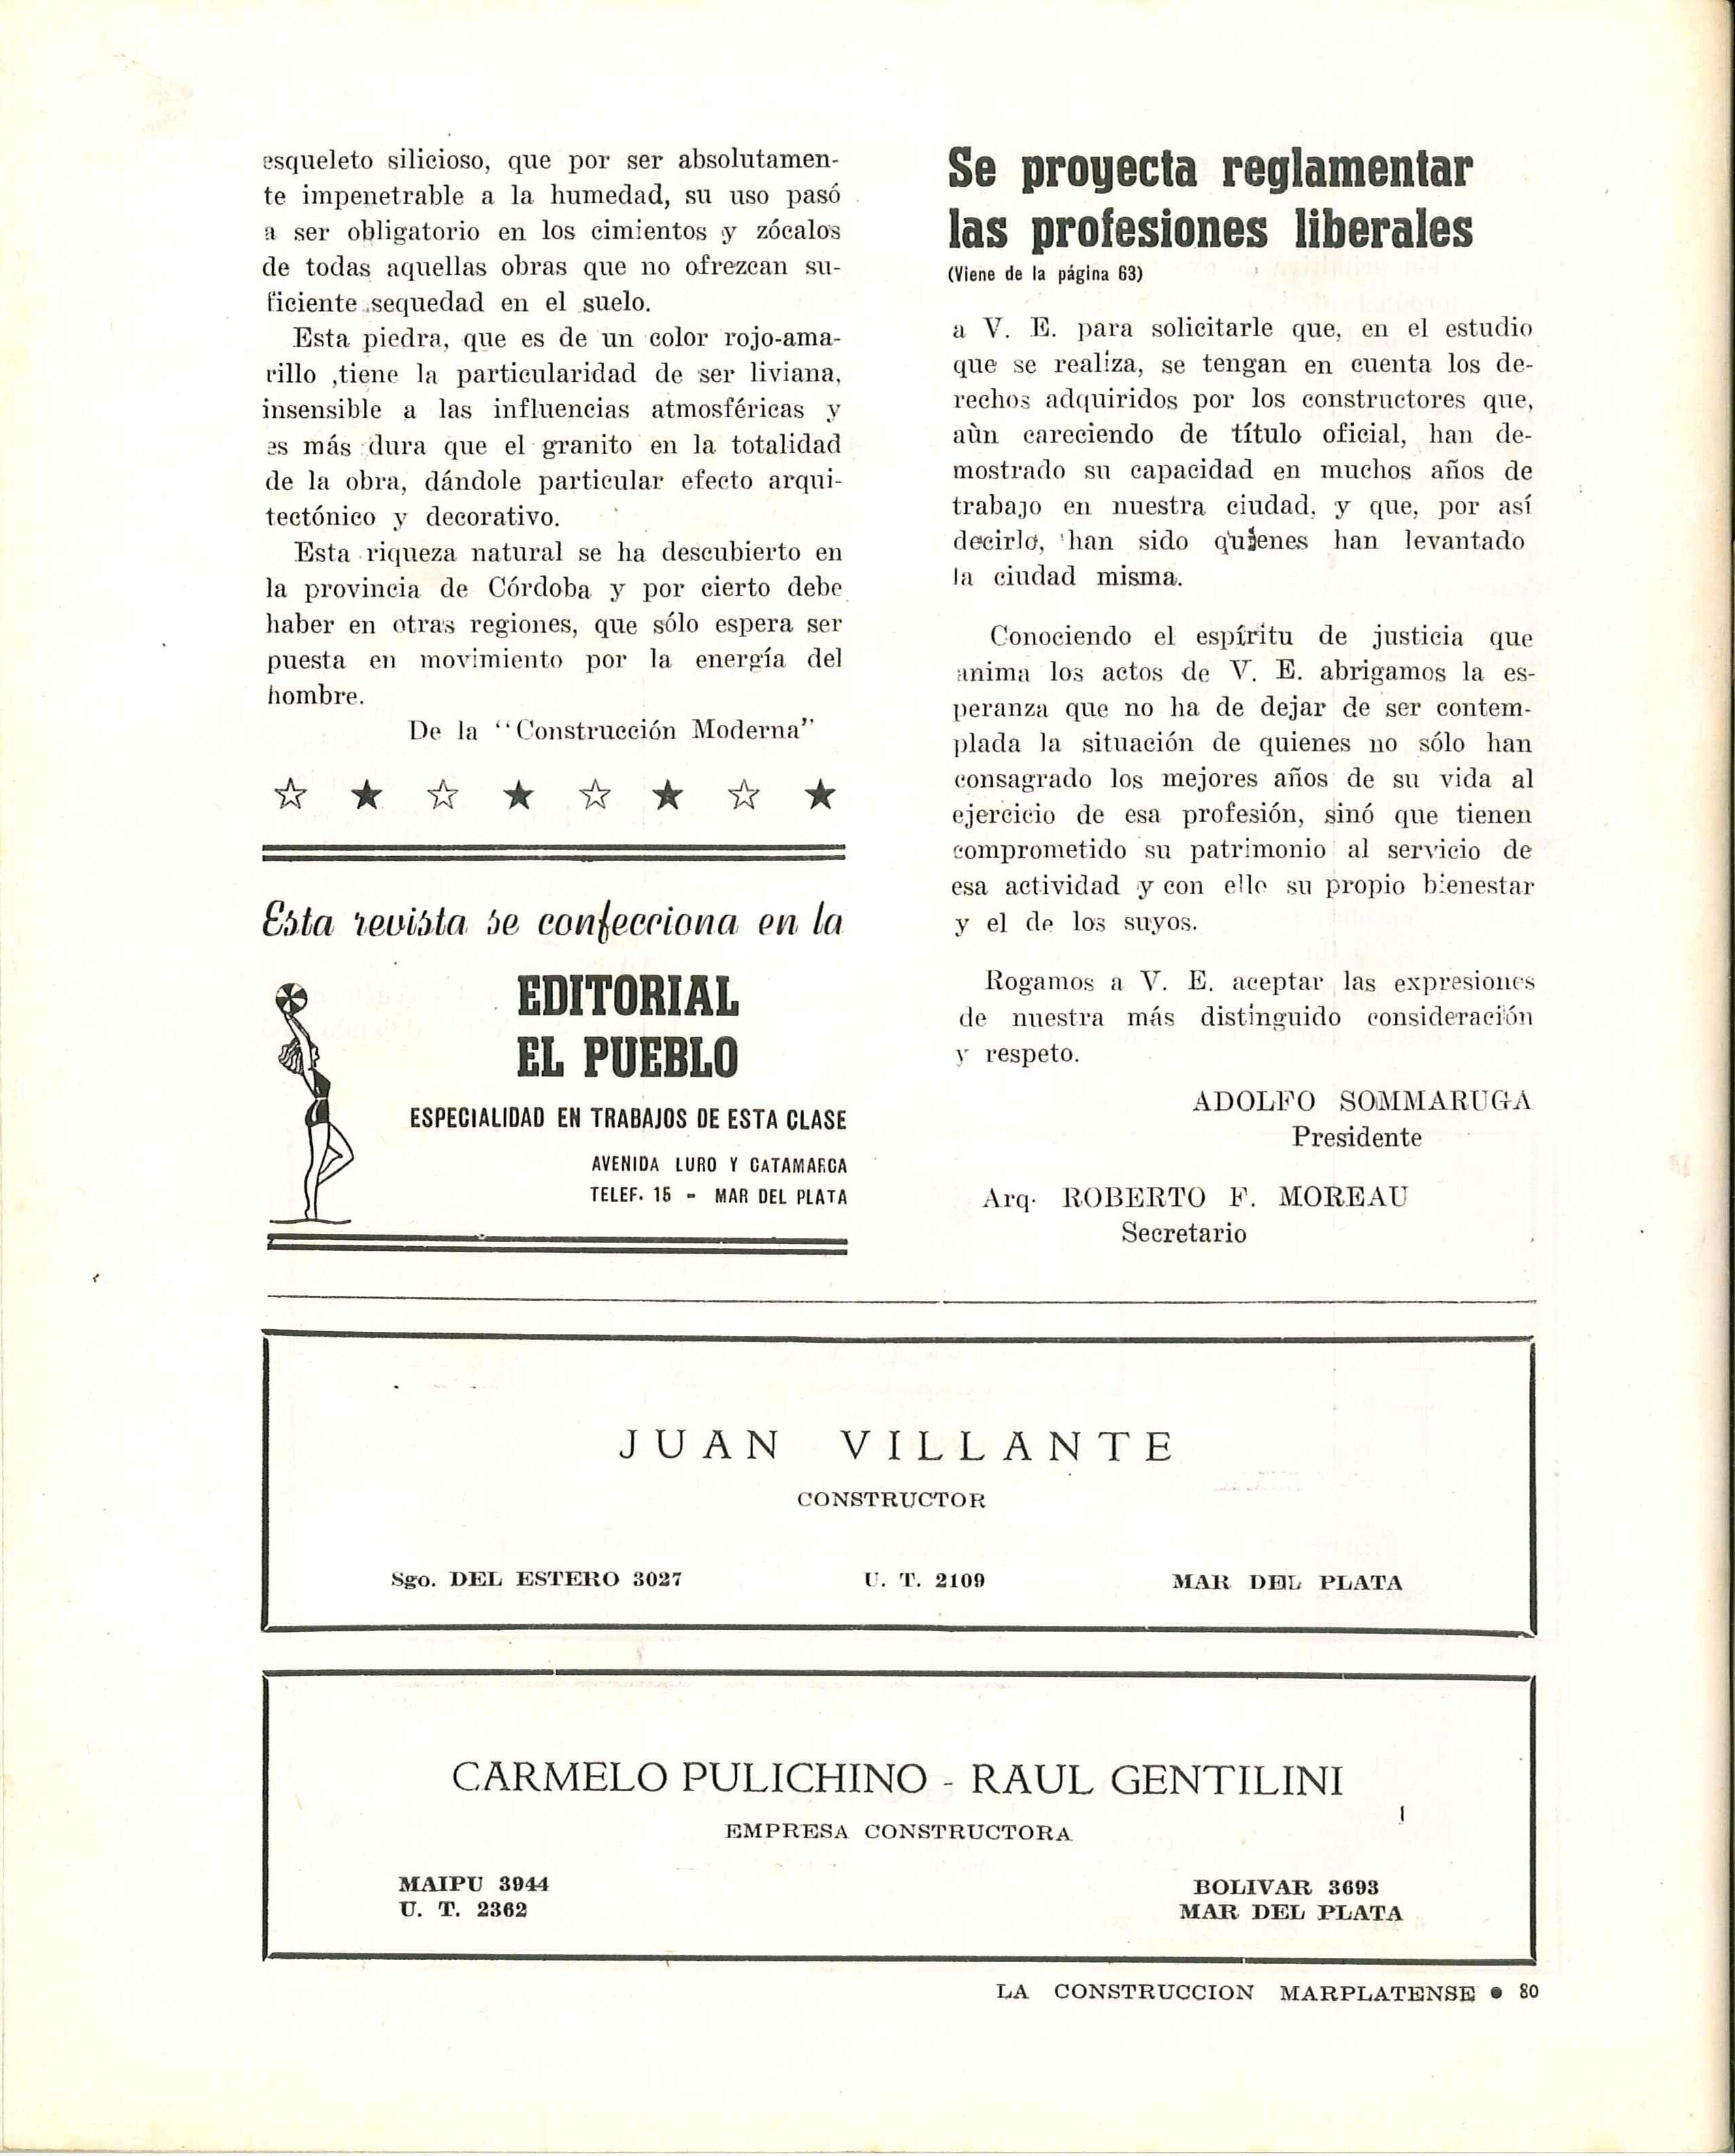 esqueleto silicioso, que por ser absolutamen-
te impenetrable a la humedad, su uso pasó
a ser obligatorio en los cimientos y zócalos
de todas aquellas obras que no ofrezcan su-
ficiente sequedad en el suelo.
Esta piedra, que es de un color rojo-ama-
rillo ,tiene la particularidad de ser liviana,
insensible a las influencias atmosféricas y
es más dura que el granito en la totalidad
de la obra, dándole particular efecto arqui-
tectónico y decorativo.
Esta riqueza natural se ha descubierto en
la provincia de Córdoba y por cierto debe
haber en otras regiones, que sólo espera ser
puesta en movimiento por la energía del
hombre.
De la "Construcción Moderna"
☆ ★ ☆ ★ ☆ ★ ☆ ★
Esta revista se confecciona en la
EDITORIAL
EL PUEBLO
ESPECIALIDAD EN TRABAJOS DE ESTA CLASE
AVENIDA LURO Y CATAMARCA
TELEF. 15 - MAR DEL PLATA
Se proyecta reglamentar
las profesiones liberales
(Viene de la página 63)
a V. E. para solicitarle que, en el estudio
que se realiza, se tengan en cuenta los de-
rechos adquiridos por los constructores que,
aùn careciendo de título oficial, han de-
mostrado su capacidad en muchos años de
trabajo en nuestra ciudad, y que, por así
decirlo, han sido quienes han levantado
la ciudad misma.
Conociendo el espíritu de justicia que
anima los actos de V. E. abrigamos la es-
peranza que no ha de dejar de ser contem-
plada la situación de quienes no sólo han
consagrado los mejores años de su vida al
ejercicio de esa profesión, sinó que tienen
comprometido su patrimonio al servicio de
esa actividad y con ello su propio bienestar
y el de los suyos.
Rogamos a V. E. aceptar las expresiones
de nuestra más distinguido consideración
y respeto.
ADOLFO SOMMARUGA
Presidente
Arq. ROBERTO F. MOREAU
Secretario
JUAN VILLANTE
CONSTRUCTOR
Sgo. DEL ESTERO 3027 U. T. 2109 MAR DEL PLATA
CARMELO PULICHINO - RAUL GENTILINI
EMPRESA CONSTRUCTORA
MAIPU 3944 BOLIVAR 3693
U. T. 2362 MAR DEL PLATA
LA CONSTRUCCION MARPLATENSE ● 80